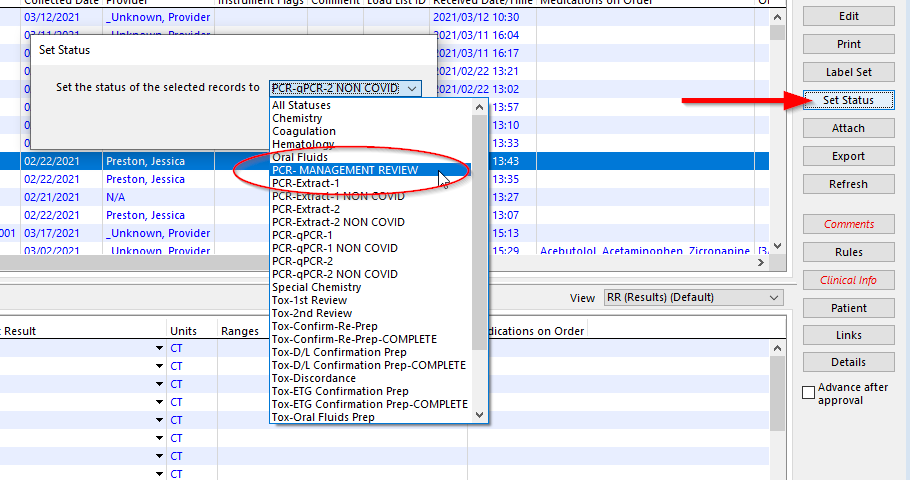 Collected Date Provider Instrument Flags Comment Load List ID Received Date/Time Medications on Order
03/12/2021 _Unknown, Provider 2021/03/12 10:30
03/11/2021 _Unknown, Provider 2021/03/11 16:04
Set Status
2021/03/11 16:17
2021/02/22 13:21
Set the status of the selected records to PCR-qPCR-2 NON COVID
2021/02/22 13:02
13:57
13:10
13:33
02/22/2021 Preston, Jessica 13:43
02/22/2021 Preston, Jessica 13:35
02/21/2021 N/A 13:27
02/22/2021 Preston, Jessica 13:07
001 03/17/2021 _Unknown, Provider 15:13
03/02/2021 _Unknown, Provider 15:29 Acebutolol, Acetaminophen, Zicronapine [3,
All Statuses
Chemistry
Coagulation
Hematology
Oral Fluids
PCR- MANAGEMENT REVIEW
PCR-Extract-1
PCR-Extract-1 NON COVID
PCR-Extract-2
PCR-Extract-2 NON COVID
PCR-qPCR-1
PCR-qPCR-1 NON COVID
PCR-qPCR-2
PCR-qPCR-2 NON COVID
Special Chemistry
Tox-1st Review
Tox-2nd Review
Tox-Confirm-Re-Prep
Tox-Confirm-Re-Prep-COMPLETE
Tox-D/L Confirmation Prep
Tox-D/L Confirmation Prep-COMPLETE
Tox-Discordance
Tox-ETG Confirmation Prep
Tox-ETG Confirmation Prep-COMPLETE
Tox-Oral Fluids Prep
View RR (Results) (Default)
Result Units Ranges dications on Order
CT
CT
CT
CT
CT
CT
CT
CT
Edit
Print
Label Set
Set Status
Attach
Export
Refresh
Comments
Rules
Clinical Info
Patient
Links
Details
Advance after
approval